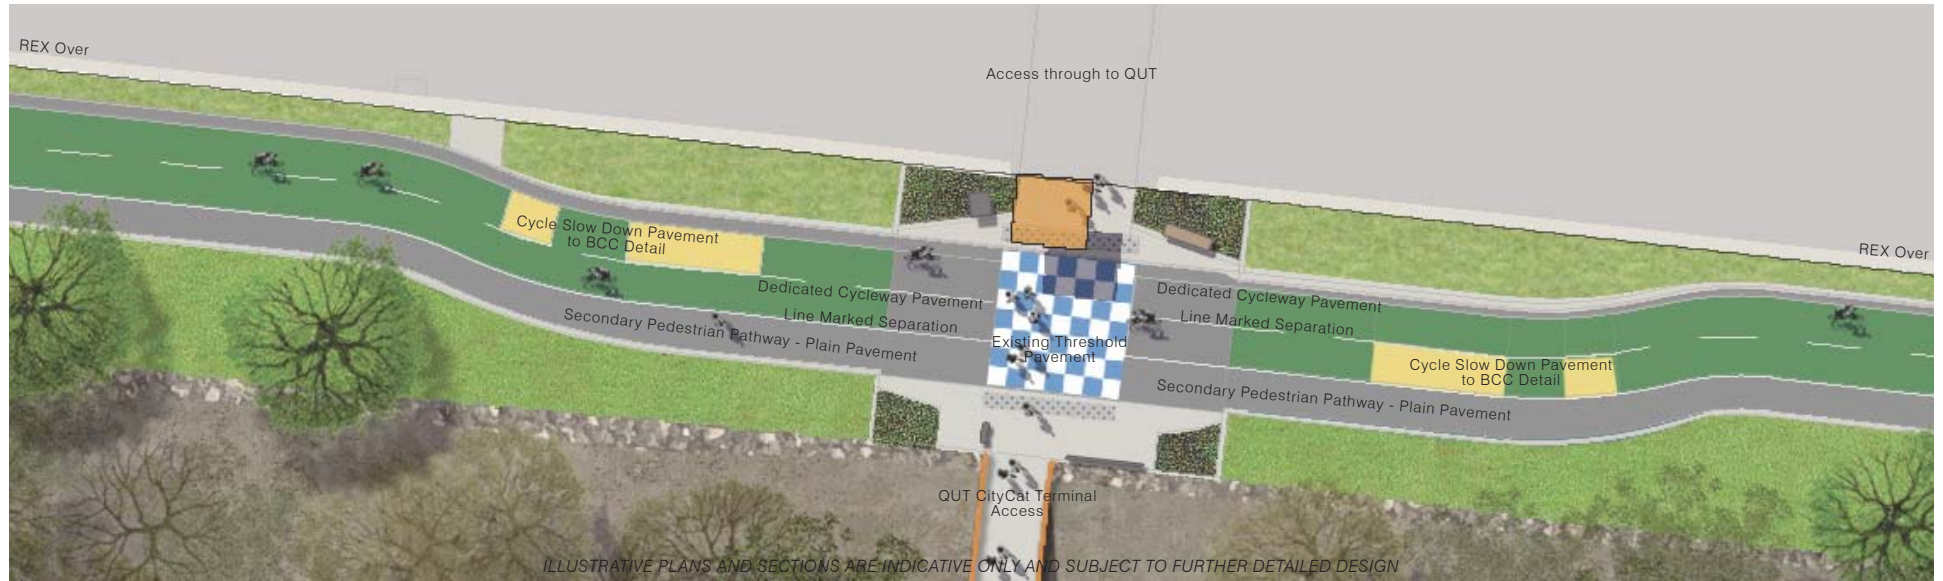 REX Over
Access through to QUT
REX Over
Cycle Slow Down Pavement
to BCC Detail
Dedicated Cycleway Pavement
Line Marked Separation
Secondary Pedestrian Pathway - Plain Pavement
Existing Threshold
Pavement
Dedicated Cycleway Pavement
Line Marked Separation
Cycle Slow Down Pavement
to BCC Detail
Secondary Pedestrian Pathway - Plain Pavement
QUT CityCat Terminal
Access
ILLUSTRATIVE PLANS AND SECTIONS ARE INDICATIVE ONLY AND SUBJECT TO FURTHER DETAILED DESIGN